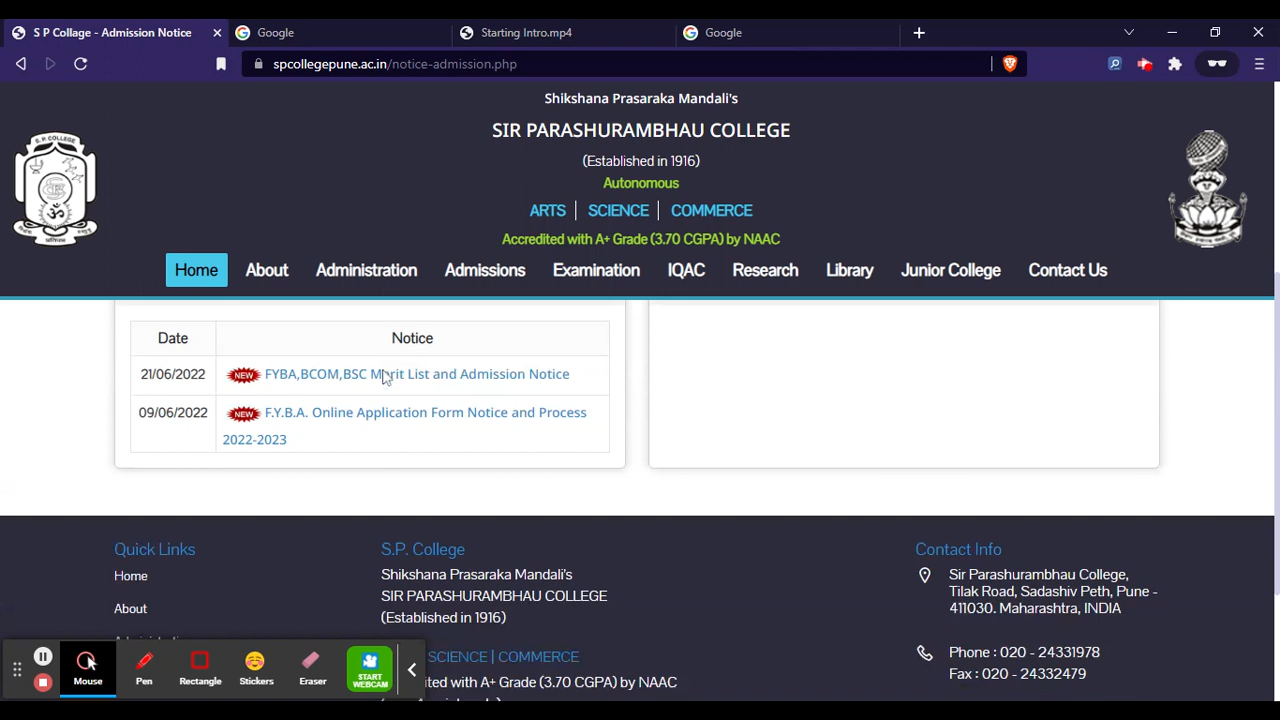 S P Collage - Admission Notice
Google
Starting Intro.mp4
Google
spcollegepune.ac.in/notice-admission.php
Shikshana Prasaraka Mandali's
SIR PARASHURAMBHAU COLLEGE
(Established in 1916)
Autonomous
ARTS | SCIENCE | COMMERCE
Accredited with A+ Grade (3.70 CGPA) by NAAC
S.P. COLLEGE
Home About Administration Admissions Examination IQAC Research Library Junior College Contact Us
Date Notice
21/06/2022 NEW FYBA,BCOM,BSC Merit List and Admission Notice
09/06/2022 NEW F.Y.B.A. Online Application Form Notice and Process
2022-2023
Quick Links
Home
About
S.P. College
Shikshana Prasaraka Mandali's
SIR PARASHURAMBHAU COLLEGE
(Established in 1916)
SCIENCE | COMMERCE
ited with A+ Grade (3.70 CGPA) by NAAC
Contact Info
Sir Parashurambhau College,
Tilak Road, Sadashiv Peth, Pune -
411030. Maharashtra, INDIA
Phone : 020 - 24331978
Fax : 020 - 24332479
Mouse
Pen
Rectangle
Stickers
Eraser
START
WEBCAM